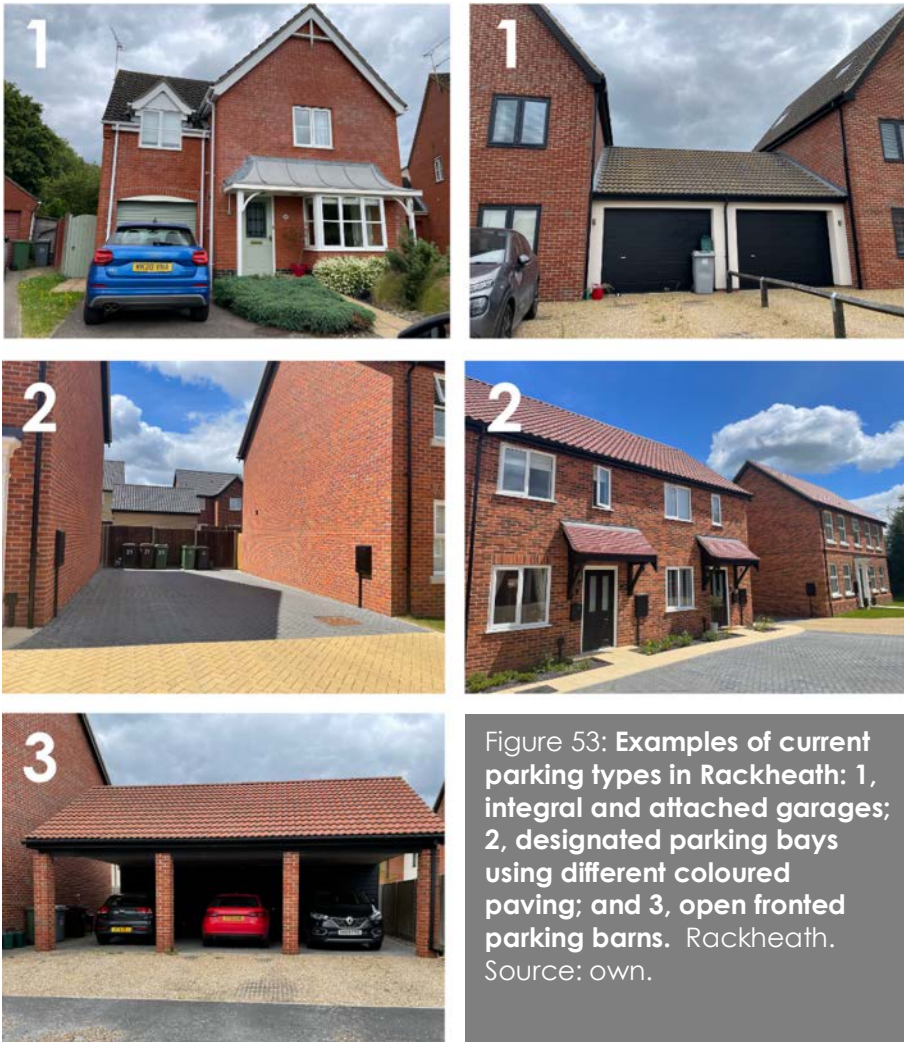 1
1
2
2
3
Figure 53: Examples of current
parking types in Rackheath: 1,
integral and attached garages;
2, designated parking bays
using different coloured
paving; and 3, open fronted
parking barns. Rackheath.
Source: own.